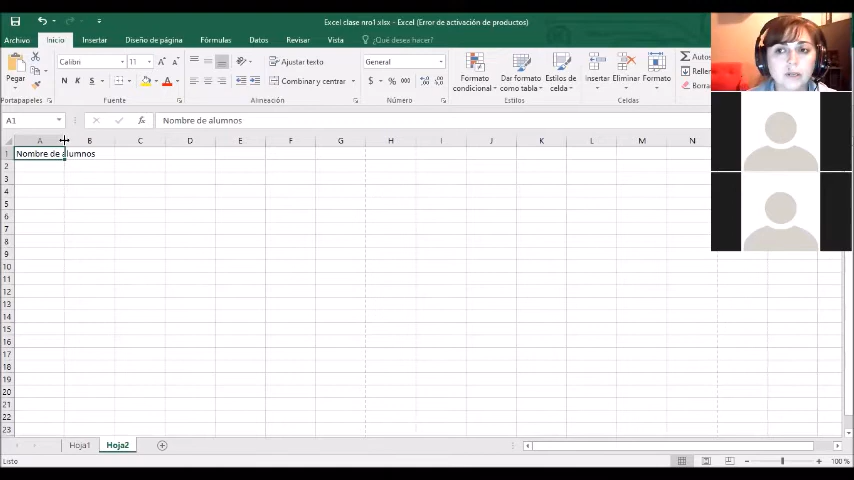 Excel clase nro1.xlsx - Excel (Error de activación de productos)
Archivo Inicio Insertar Diseño de página Fórmulas Datos Revisar Vista ¿Qué desea hacer?
Calibri 11 Ajustar texto General Formato condicional Dar formato como tabla Estilos de celda Insertar Eliminar Formato Autos
Pegar N K S Combinar y centrar $ % 000 Rellen
Borra
Portapapeles Fuente Alineación Número Estilos Celdas
A1 fx Nombre de alumnos
A B C D E F G H I J K L M N
1 Nombre de alumnos
2
3
4
5
6
7
8
9
10
11
12
13
14
15
16
17
18
19
20
21
22
23
Hoja1 Hoja2
Listo 100 %